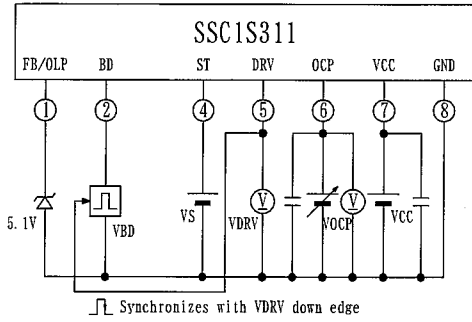 SSC1S311
FB/OLP BD ST DRV OCP VCC GND
1 2 4 5 6 7 8
V V
5.1V VBD VS VDRV VOCP VCC
Synchronizes with VDRV down edge